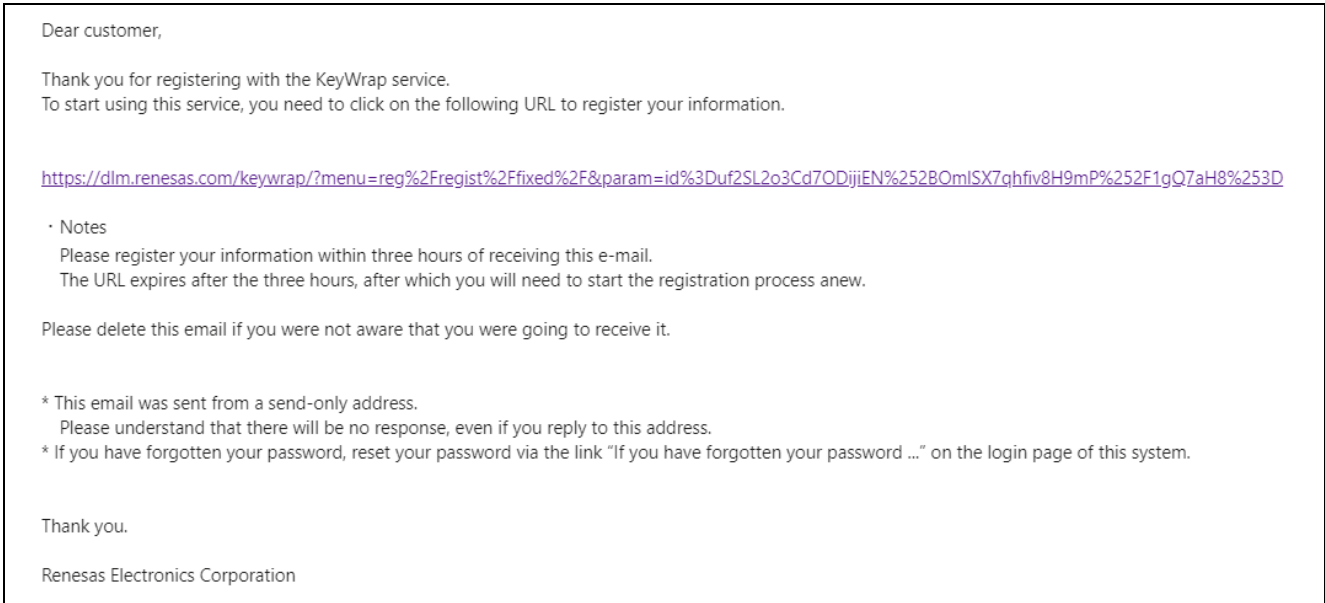 Dear customer,
Thank you for registering with the KeyWrap service.
To start using this service, you need to click on the following URL to register your information.
https://dlm.renesas.com/keywrap/?menu=reg%2Fregist%2Ffixed%2F&param=id%3Duf2SL2o3Cd7ODijiEN%252BOmISX7qhfiv8H9mP%252F1gQ7aH8%253D
・Notes
Please register your information within three hours of receiving this e-mail.
The URL expires after the three hours, after which you will need to start the registration process anew.
Please delete this email if you were not aware that you were going to receive it.
* This email was sent from a send-only address.
Please understand that there will be no response, even if you reply to this address.
* If you have forgotten your password, reset your password via the link “If you have forgotten your password ...” on the login page of this system.
Thank you.
Renesas Electronics Corporation